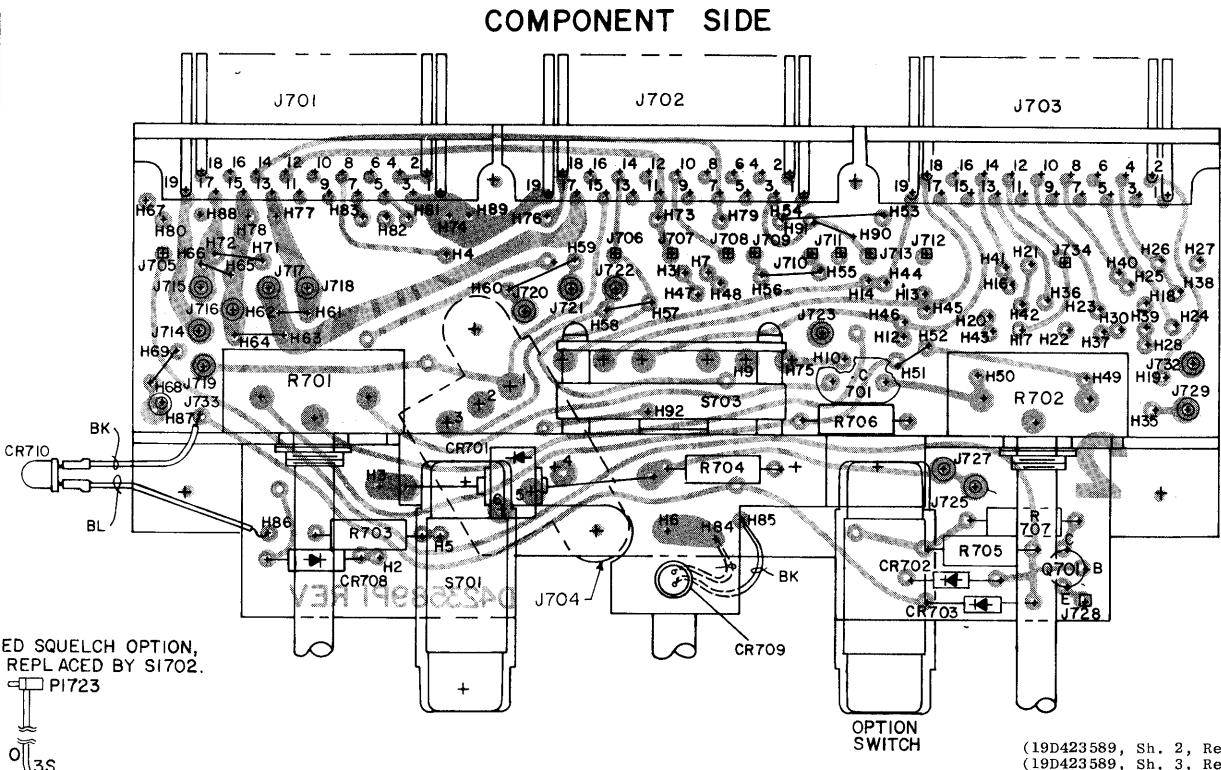 COMPONENT SIDE
J701 J702 J703
18 16 14 12 10 8 6 4 2 18 16 14 12 10 8 6 4 2 18 16 14 12 10 8 6 4 2
19 17 15 13 11 9 7 5 3 1 19 17 15 13 11 9 7 5 3 1 19 17 15 13 11 9 7 5 3 1
H67 H88 H77 H83 H81 H89 H76 H73 H79 H54 H53
H80 H78 H82 H74 H91 H90
H72 H71 H59 J706 J707 J708 J709 J711 J712 H21 J734 H26 H27
J705 H66 H65 J717 H4 J722 H31 H7 J710 H55 J713 H44 H41 H40 H25
J715 J718 H60 J720 J721 H47 H48 H56 H14 H13 H16 H36 H18 H38
J716 H62 H61 H58 H57 J723 H46 H45 H20 H42 H23 H30 H39 H24
J714 H64 H63 H12 H52 H43 H17 H22 H37 H28
H69 H9 H75 H10 H51 J732
H68 J719 R701 1 C 701 H50 R702 H49 H19 J729
H87 J733 2 3 H92 S703 R706 H35
CR710 BK CR701 4 R704 J727
H3 5 6 J725
BL H86 R703 H5 H6 H84 H85 R 707
CR708 H2 S701 BK CR702 R705 Q701 C B E
D423589P1 REV J704 CR703 J728
CR709
ED SQUELCH OPTION,
REPLACED BY S1702.
P1723
O 3S
OPTION
SWITCH
(19D423589, Sh. 2, Re
(19D423589, Sh. 3, Re